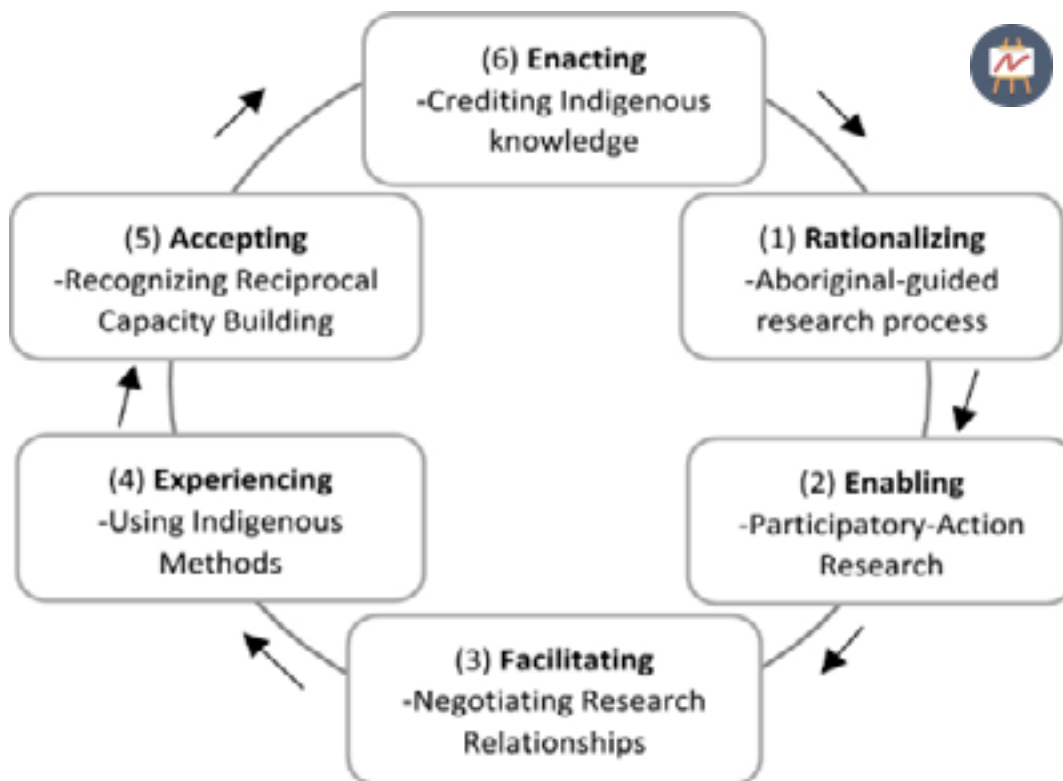 (6) Enacting
-Crediting Indigenous
knowledge
(1) Rationalizing
-Aboriginal-guided
research process
(2) Enabling
-Participatory-Action
Research
(3) Facilitating
-Negotiating Research
Relationships
(4) Experiencing
-Using Indigenous
Methods
(5) Accepting
-Recognizing Reciprocal
Capacity Building